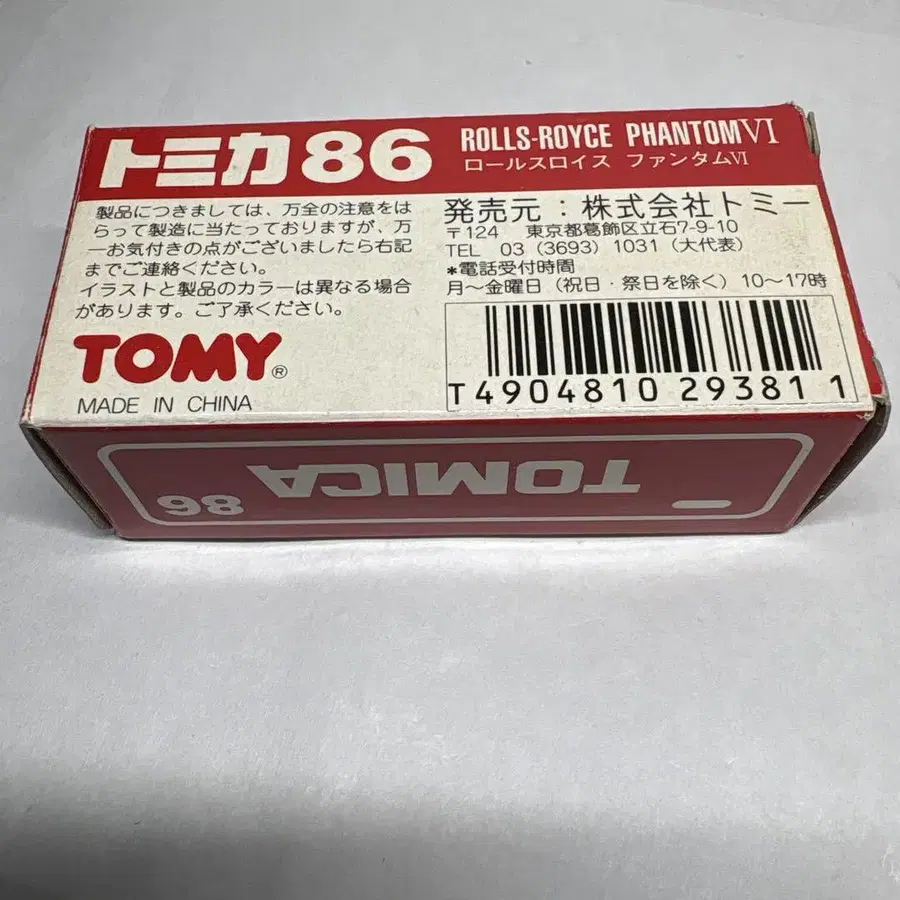 トミカ86
ROLLS-ROYCE PHANTOM VI
ロールスロイス ファンタムVI
製品につきましては、万全の注意をは
らって製造に当たっておりますが、万
一お気付きの点がございましたら右記
までご連絡ください。
イラストと製品のカラーは異なる場合
があります。ご了承ください。
TOMY®
MADE IN CHINA
発売元:株式会社トミー
〒124 東京都葛飾区立石7-9-10
TEL 03 (3693) 1031 (大代表)
*電話受付時間
月〜金曜日(祝日・祭日を除く) 10〜17時
T4904810 293811
TOMICA
86